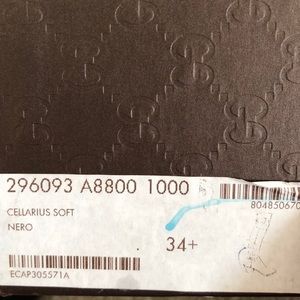 296093 A8800 1000
804850670
CELLARIUS SOFT
NERO
34+
ECAP305571A